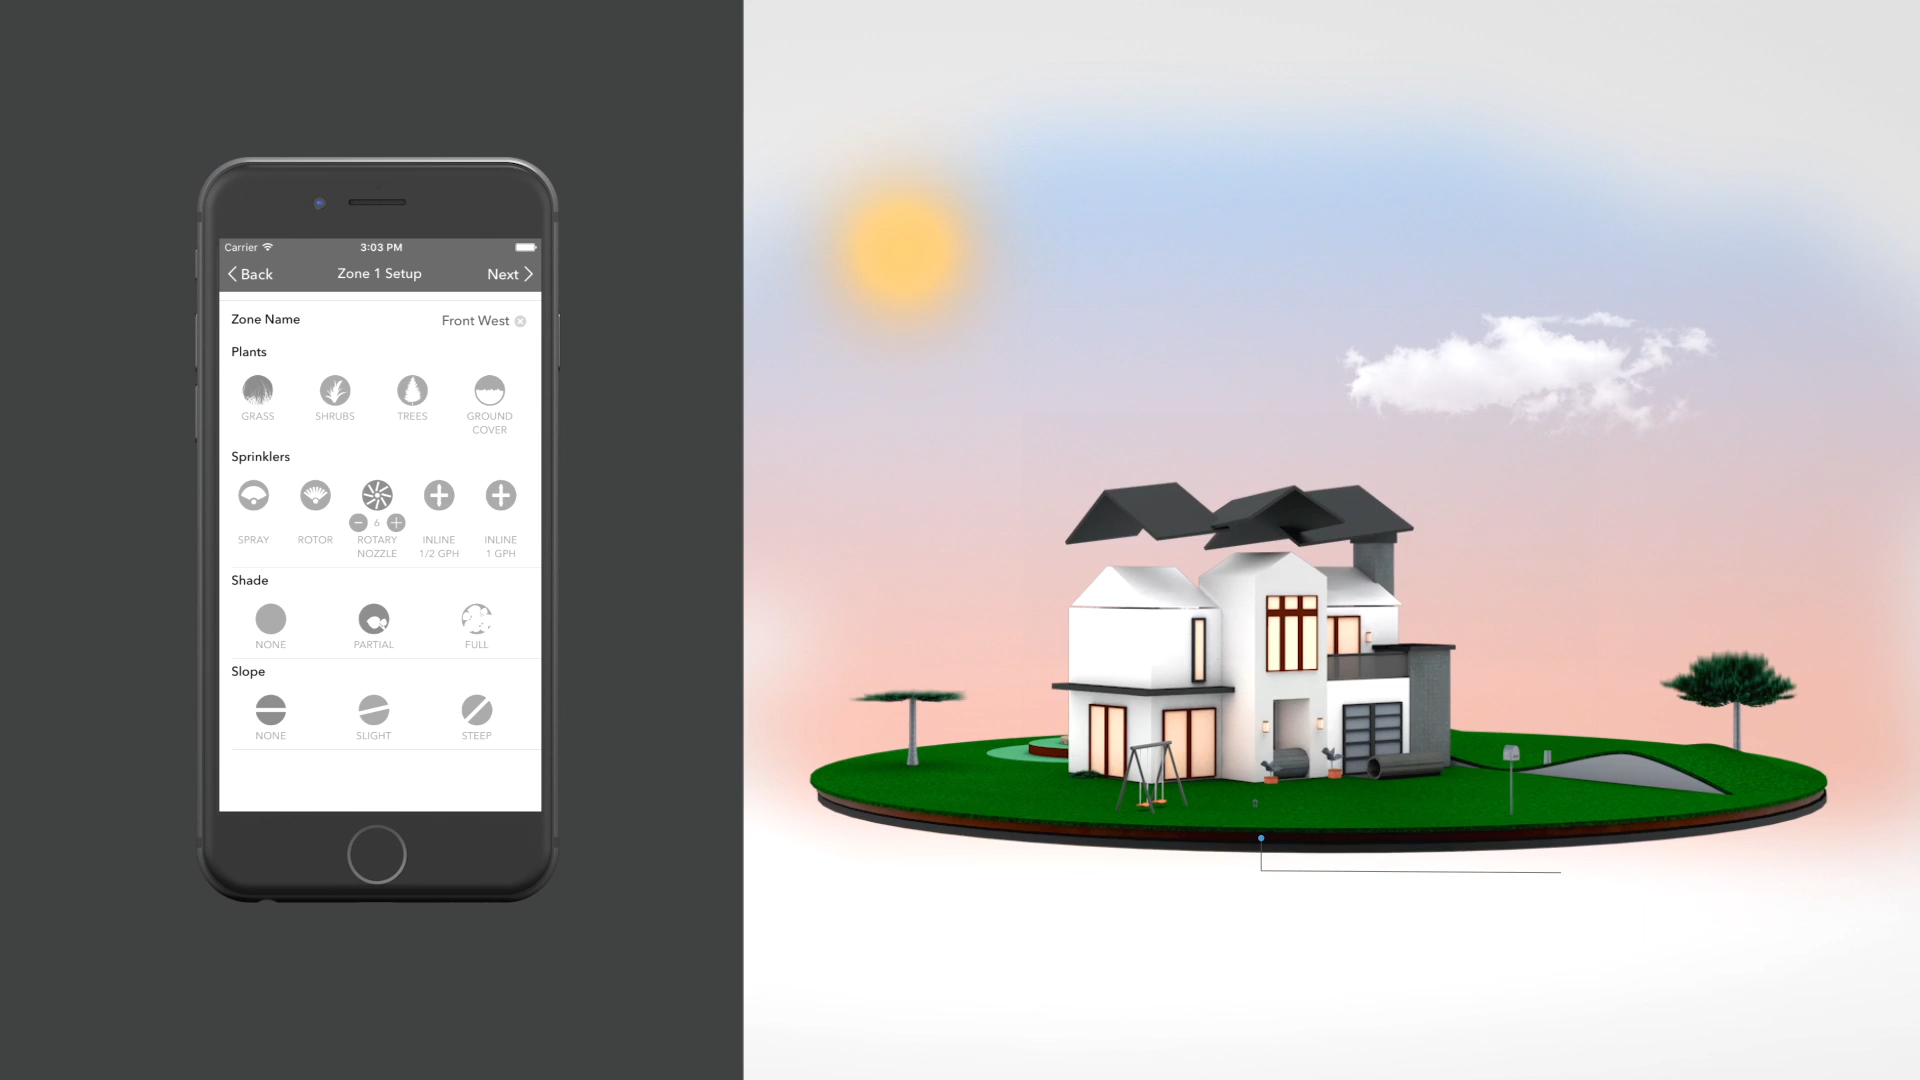 Carrier
3:03 PM
Back
Zone 1 Setup
Next
Zone Name
Front West
Plants
GRASS
SHRUBS
TREES
GROUND
COVER
Sprinklers
6
SPRAY
ROTOR
ROTARY
NOZZLE
INLINE
1/2 GPH
INLINE
1 GPH
Shade
NONE
PARTIAL
FULL
Slope
NONE
SLIGHT
STEEP